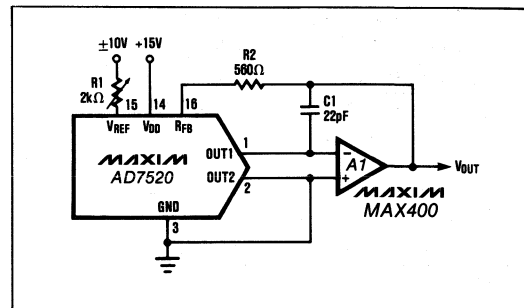 ±10V +15V
R1
2kΩ
R2
560Ω
15 14 16
C1
22pF
VREF VDD RFB
MAXIM
AD7520
OUT1 1
OUT2 2
GND
3
− A1
+
VOUT
MAXIM
MAX400